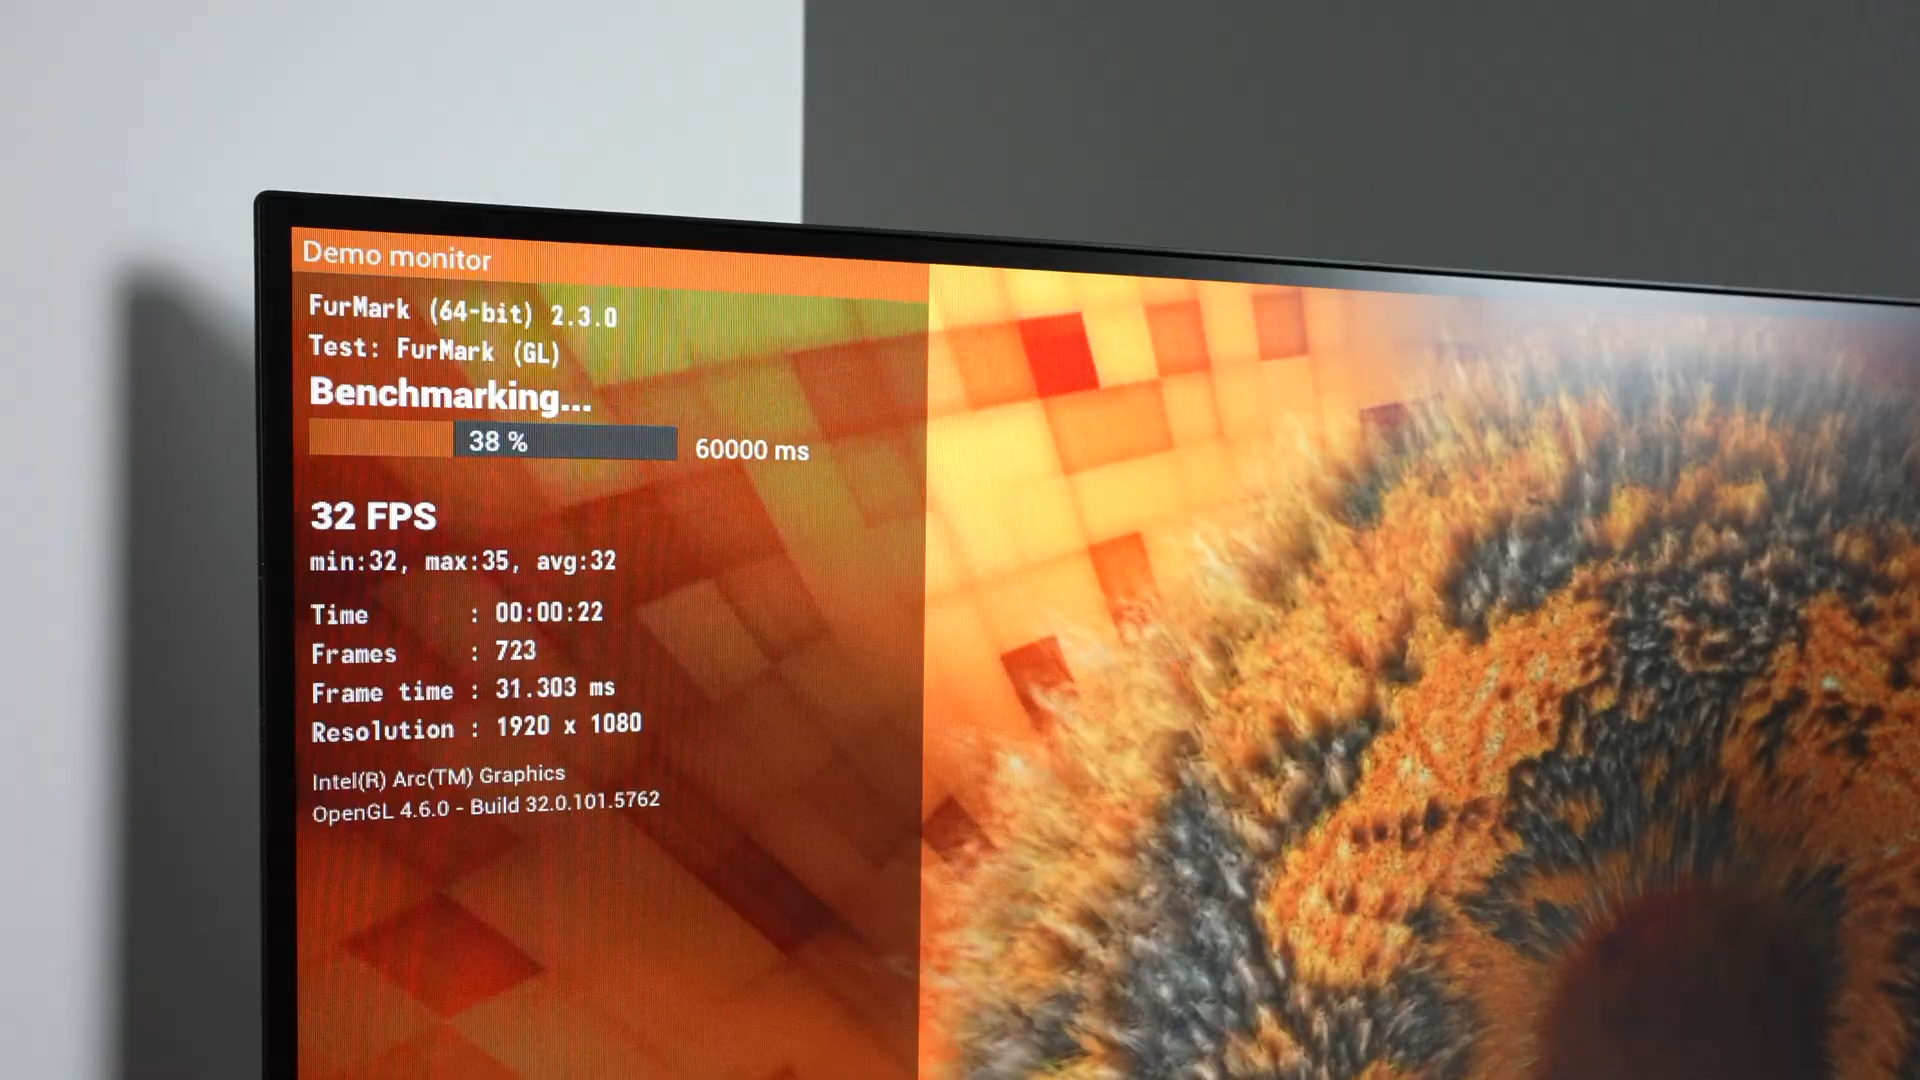 Demo monitor
FurMark (64-bit) 2.3.0
Test: FurMark (GL)
Benchmarking...
38 % 60000 ms
32 FPS
min:32, max:35, avg:32
Time : 00:00:22
Frames : 723
Frame time : 31.303 ms
Resolution : 1920 x 1080
Intel(R) Arc(TM) Graphics
OpenGL 4.6.0 - Build 32.0.101.5762